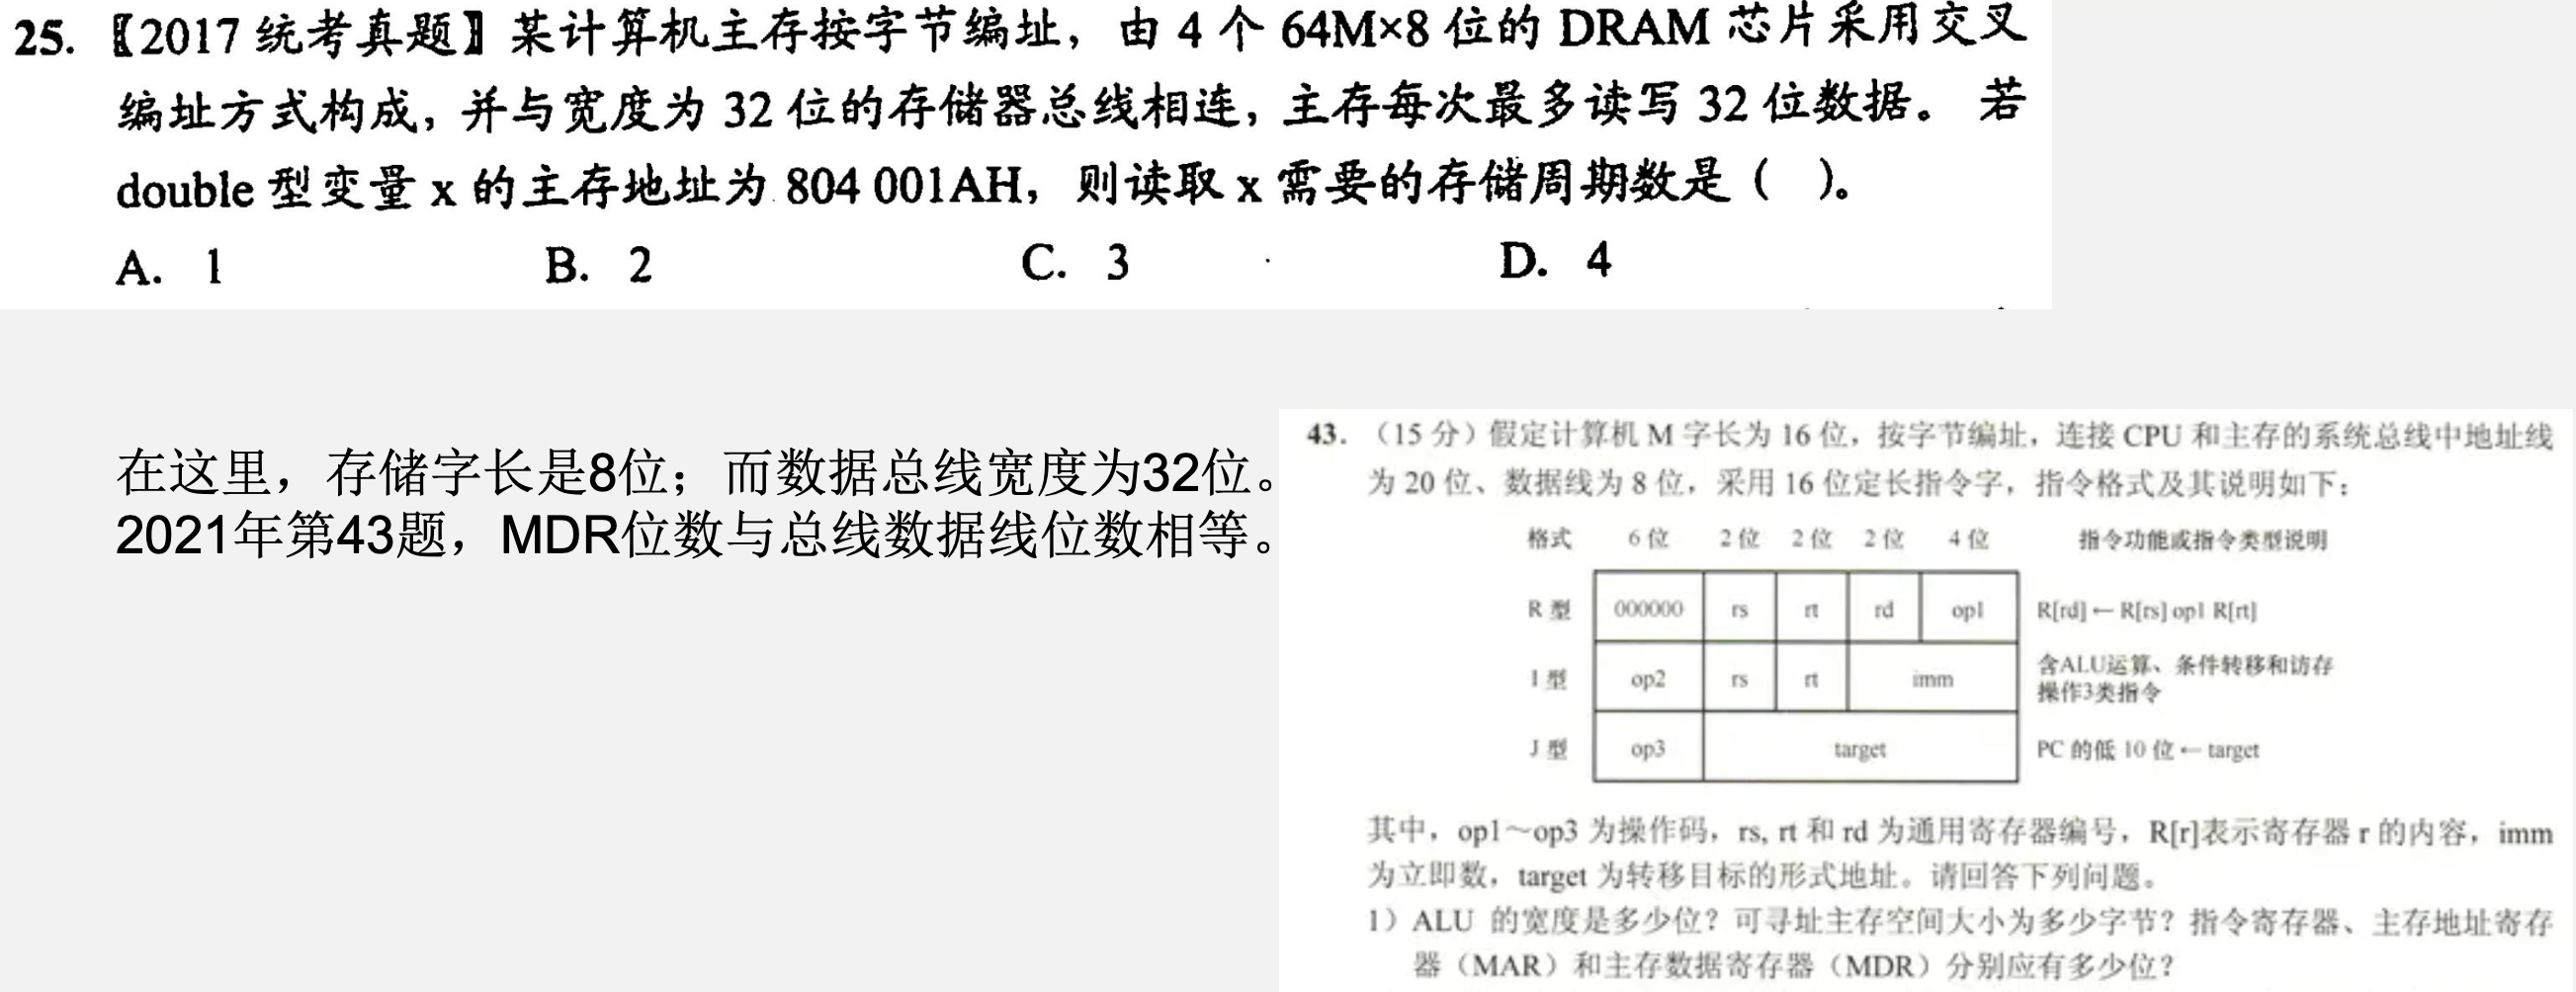 25.【2017 统考真题】某计算机主存按字节编址，由 4 个 64M×8 位的 DRAM 芯片采用交叉
编址方式构成，并与宽度为 32 位的存储器总线相连，主存每次最多读写 32 位数据。 若
double 型变量 x 的主存地址为 804 001AH，则读取 x 需要的存储周期数是（ ）。
A. 1 B. 2 C. 3 D. 4
在这里，存储字长是8位；而数据总线宽度为32位。
2021年第43题，MDR位数与总线数据线位数相等。
43.（15 分）假定计算机 M 字长为 16 位，按字节编址，连接 CPU 和主存的系统总线中地址线
为 20 位、数据线为 8 位，采用 16 位定长指令字，指令格式及其说明如下：
格式 6 位 2 位 2 位 2 位 4 位 指令功能或指令类型说明
R 型 000000 rs rt rd op1 R[rd]←R[rs] op1 R[rt]
I 型 op2 rs rt imm 含ALU运算、条件转移和访存
操作3类指令
J 型 op3 target PC 的低 10 位←target
其中，op1～op3 为操作码，rs, rt 和 rd 为通用寄存器编号，R[r]表示寄存器 r 的内容，imm
为立即数，target 为转移目标的形式地址。请回答下列问题。
1）ALU 的宽度是多少位？可寻址主存空间大小为多少字节？指令寄存器、主存地址寄存
器（MAR）和主存数据寄存器（MDR）分别应有多少位？